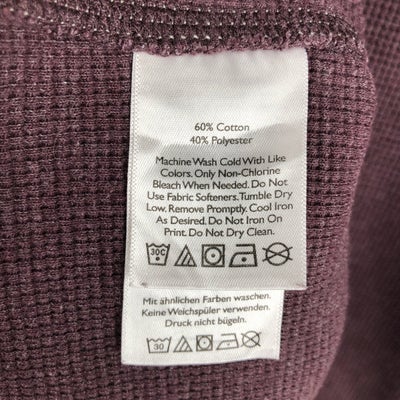 60% Cotton
40% Polyester
Machine Wash Cold With Like
Colors. Only Non-Chlorine
Bleach When Needed. Do Not
Use Fabric Softeners. Tumble Dry
Low. Remove Promptly. Cool Iron
As Desired. Do Not Iron On
Print. Do Not Dry Clean.
30C
Mit ähnlichen Farben waschen.
Keine Weichspüler verwenden.
Druck nicht bügeln.
30